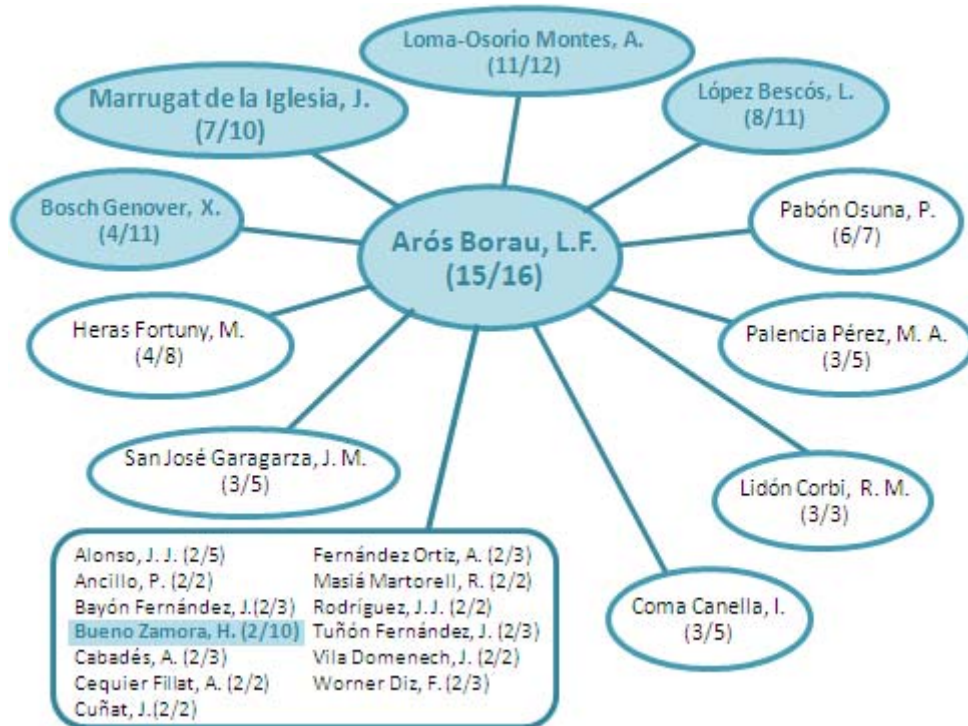 Loma-Osorio Montes, A.
(11/12)
Marrugat de la Iglesia, J.
(7/10)
López Bescós, L.
(8/11)
Bosch Genover, X.
(4/11)
Arós Borau, L.F.
(15/16)
Pabón Osuna, P.
(6/7)
Heras Fortuny, M.
(4/8)
Palencia Pérez, M. A.
(3/5)
San José Garagarza, J. M.
(3/5)
Lidón Corbi, R. M.
(3/3)
Coma Canella, I.
(3/5)
Alonso, J. J. (2/5)
Ancillo, P. (2/2)
Bayón Fernández, J.(2/3)
Bueno Zamora, H. (2/10)
Cabadés, A. (2/3)
Cequier Fillat, A. (2/2)
Cuñat, J.(2/2)
Fernández Ortiz, A. (2/3)
Masiá Martorell, R. (2/2)
Rodríguez, J.J. (2/2)
Tuñón Fernández, J. (2/3)
Vila Domenech, J. (2/2)
Worner Diz, F. (2/3)